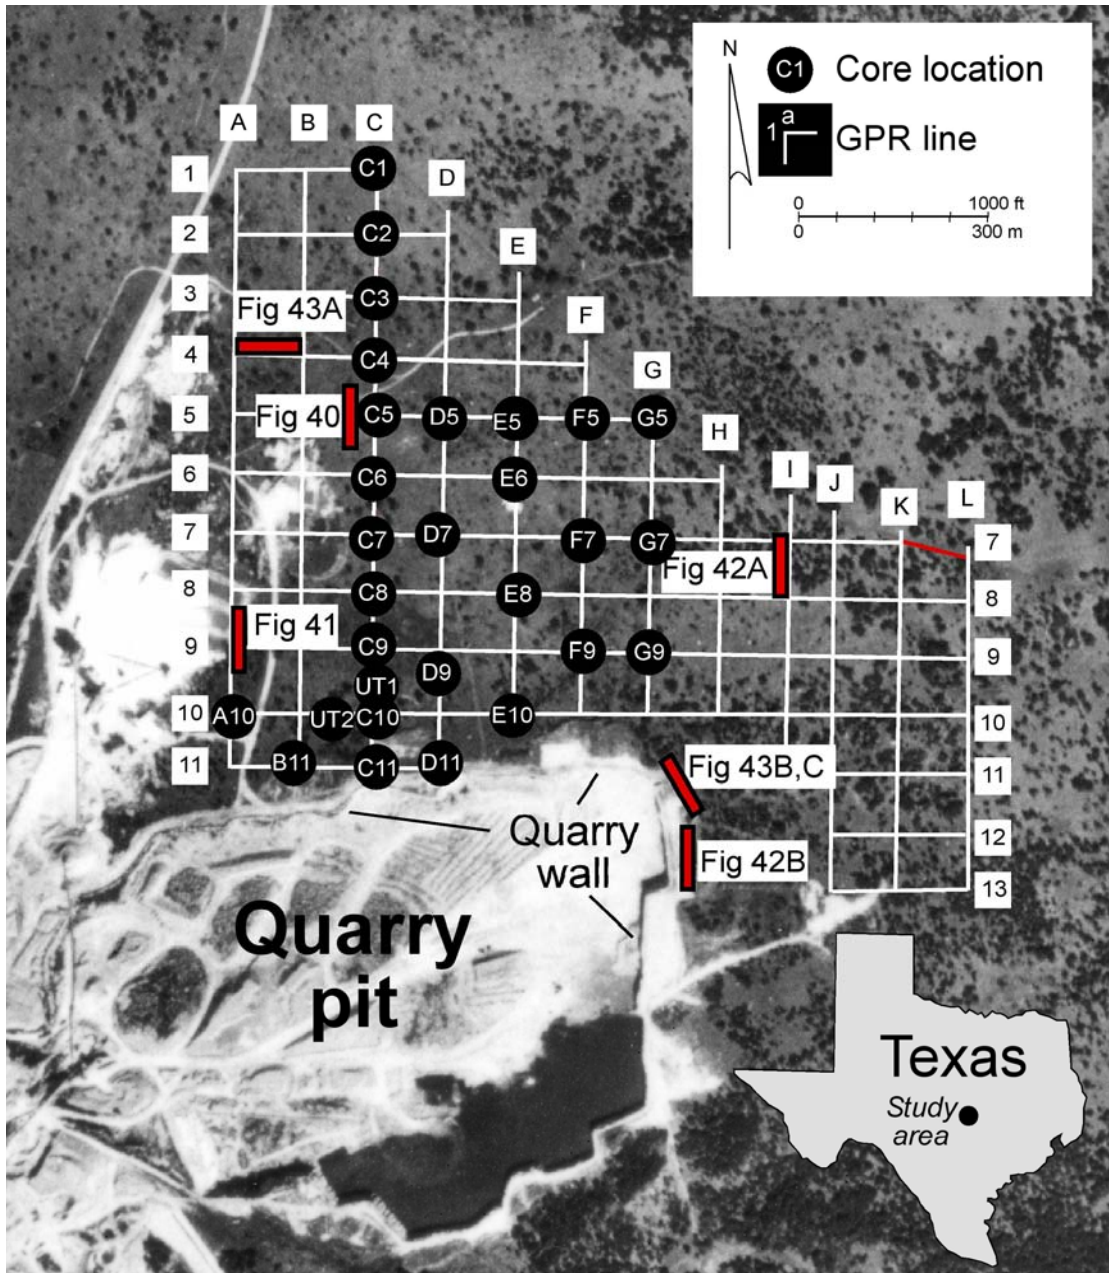 N
C1
Core location
a
1
GPR line
0 1000 ft
0 300 m
A
B
C
D
E
F
G
H
I
J
K
L
1
2
3
4
5
6
7
8
9
10
11
7
8
9
10
11
12
13
C1
C2
C3
Fig 43A
C4
Fig 40
C5
D5
E5
F5
G5
C6
E6
C7
D7
F7
G7
Fig 42A
C8
E8
Fig 41
C9
F9
G9
D9
UT1
A10
UT2
C10
E10
B11
C11
D11
Fig 43B,C
Quarry
wall
Fig 42B
Quarry
pit
Texas
Study
area